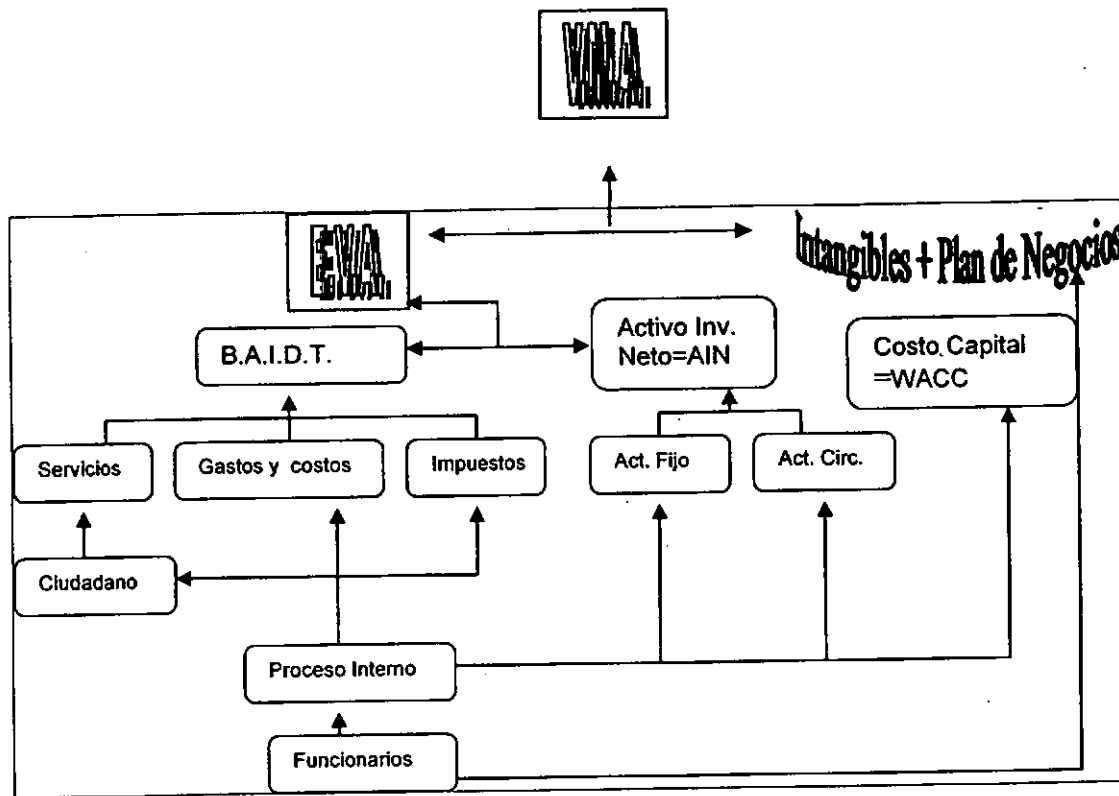 E.V.A.
Intangibles + Plan de Negocios
B.A.I.D.T.
Activo Inv.
Neto=AIN
Costo Capital
=WACC
Servicios
Gastos y costos
Impuestos
Act. Fijo
Act. Circ.
Ciudadano
Proceso Interno
Funcionarios